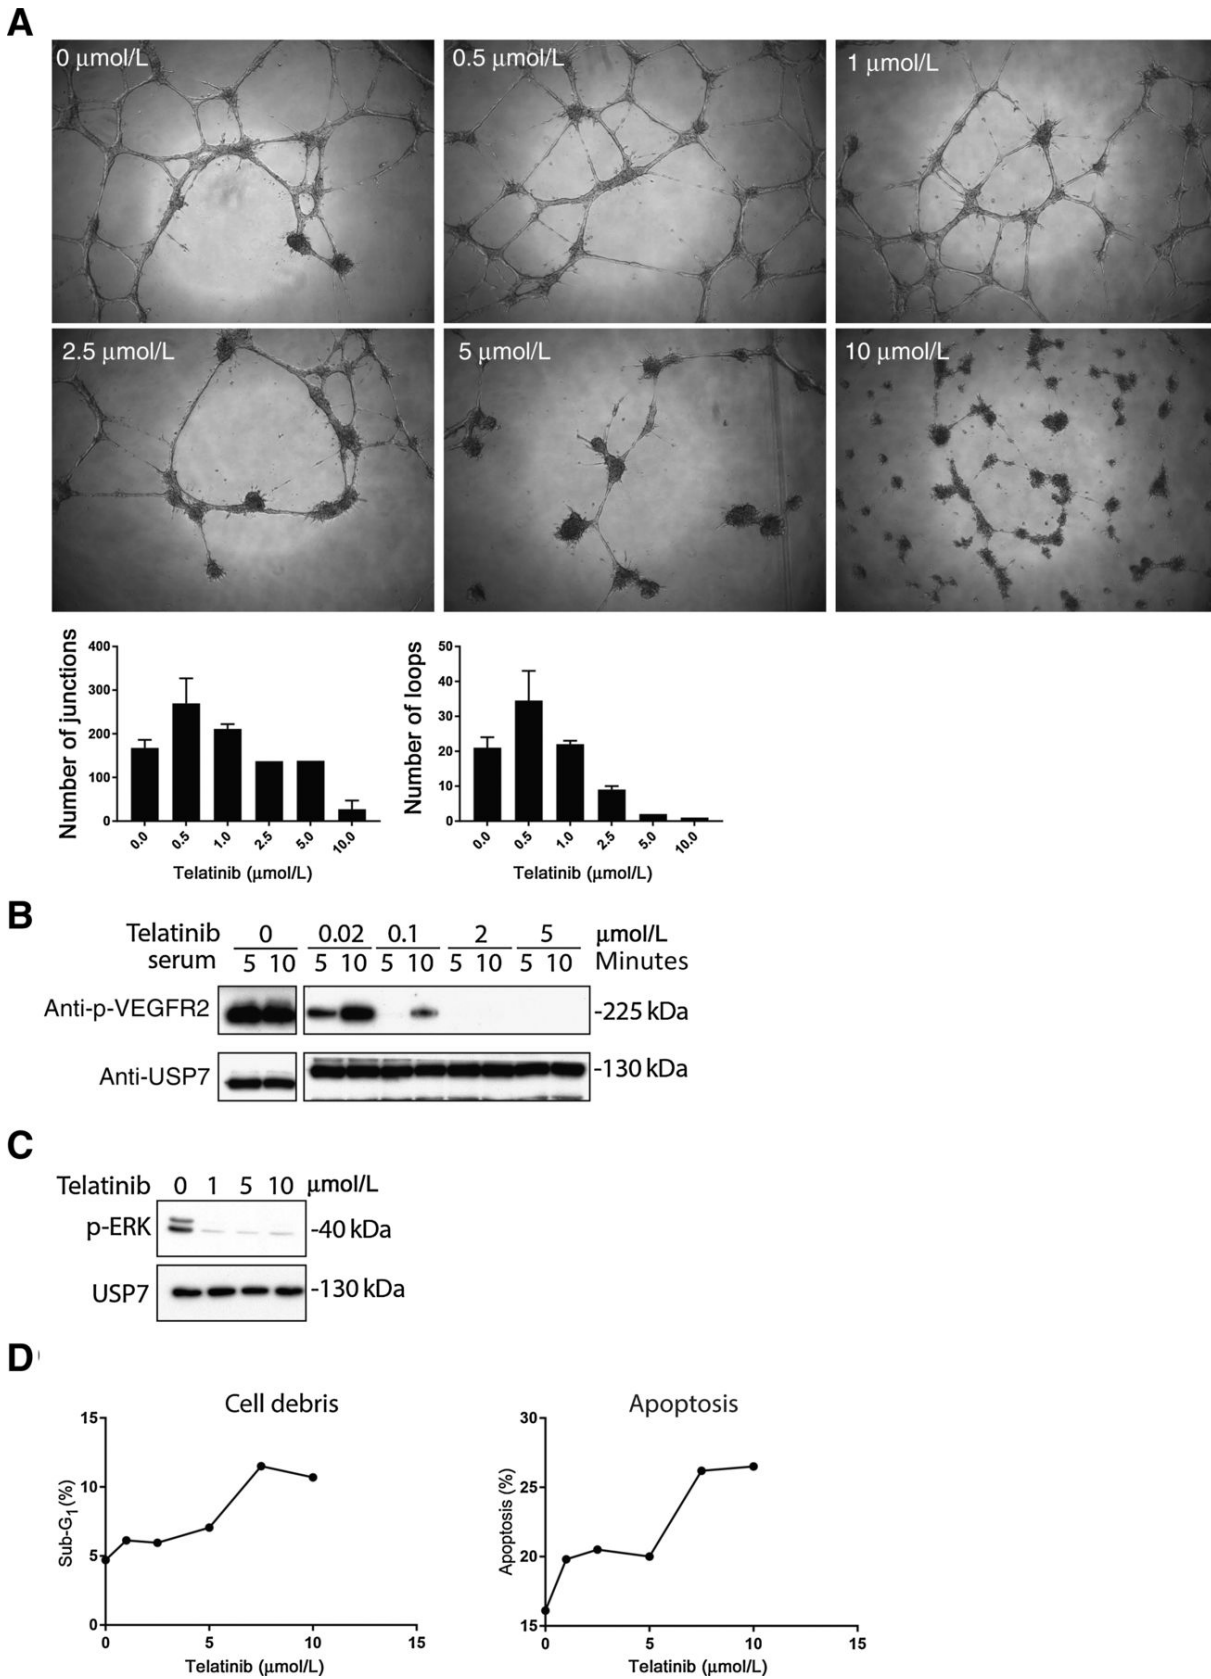 A
0 μmol/L
0.5 μmol/L
1 μmol/L
2.5 μmol/L
5 μmol/L
10 μmol/L
Number of junctions
400
300
200
100
0
0.0 0.5 1.0 2.5 5.0 10.0
Telatinib (μmol/L)
Number of loops
50
40
30
20
10
0
0.0 0.5 1.0 2.5 5.0 10.0
Telatinib (μmol/L)
B
Telatinib 0 0.02 0.1 2 5 μmol/L
serum 5 10 5 10 5 10 5 10 5 10 Minutes
Anti-p-VEGFR2 -225 kDa
Anti-USP7 -130 kDa
C
Telatinib 0 1 5 10 μmol/L
p-ERK -40 kDa
USP7 -130 kDa
D
Cell debris
Sub-G1(%)
15
10
5
0
0 5 10 15
Telatinib (μmol/L)
Apoptosis
Apoptosis (%)
30
25
20
15
0 5 10 15
Telatinib (μmol/L)